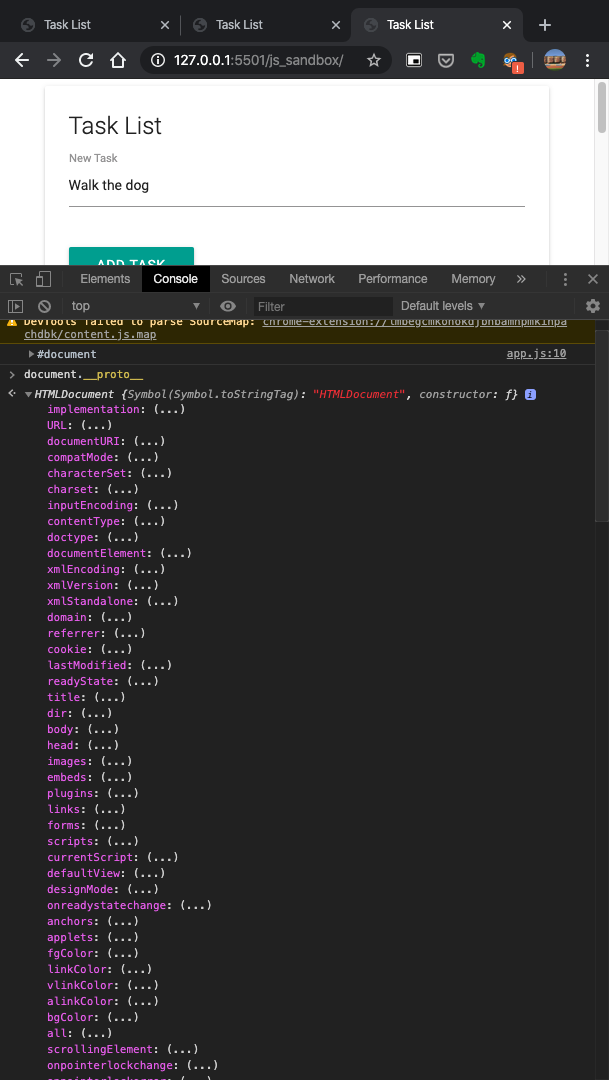 Task List
Task List
Task List
127.0.0.1:5501/js_sandbox/
Task List
New Task
Walk the dog
ADD TASK
Elements Console Sources Network Performance Memory
top Filter Default levels
DevTools failed to parse SourceMap:
chdbk/content.js.map
#document app.js:10
document.__proto__
HTMLDocument {Symbol(Symbol.toStringTag): "HTMLDocument", constructor: ƒ} i
implementation: (...)
URL: (...)
documentURI: (...)
compatMode: (...)
characterSet: (...)
charset: (...)
inputEncoding: (...)
contentType: (...)
doctype: (...)
documentElement: (...)
xmlEncoding: (...)
xmlVersion: (...)
xmlStandalone: (...)
domain: (...)
referrer: (...)
cookie: (...)
lastModified: (...)
readyState: (...)
title: (...)
dir: (...)
body: (...)
head: (...)
images: (...)
embeds: (...)
plugins: (...)
links: (...)
forms: (...)
scripts: (...)
currentScript: (...)
defaultView: (...)
designMode: (...)
onreadystatechange: (...)
anchors: (...)
applets: (...)
fgColor: (...)
linkColor: (...)
vlinkColor: (...)
alinkColor: (...)
bgColor: (...)
all: (...)
scrollingElement: (...)
onpointerlockchange: (...)